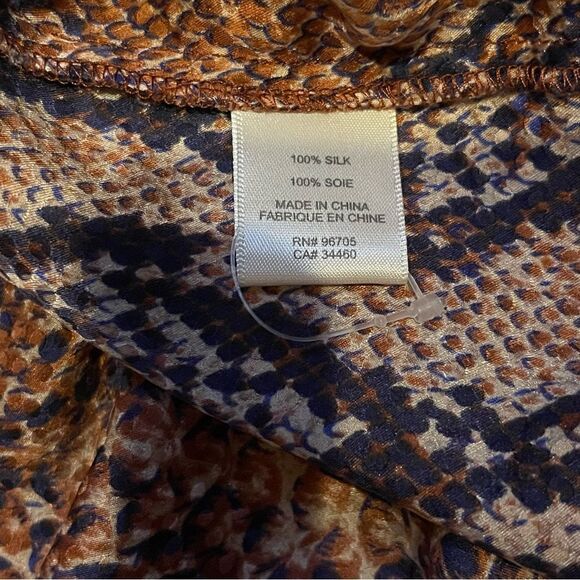 100% SILK
100% SOIE
MADE IN CHINA
FABRIQUE EN CHINE
RN# 96705
CA# 34460